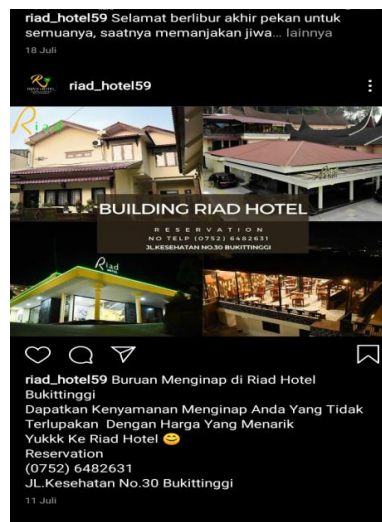 riad_hotel59 Selamat berlibur akhir pekan untuk
semuanya, saatnya memanjakan jiwa... lainnya
18 Juli
riad_hotel59
Riad
BUILDING RIAD HOTEL
RESERVATION
NO TELP (0752) 6482631
JL.KESEHATAN NO.30 BUKITTINGGI
Riad
riad_hotel59 Buruan Menginap di Riad Hotel
Bukittinggi
Dapatkan Kenyamanan Menginap Anda Yang Tidak
Terlupakan Dengan Harga Yang Menarik
Yukkk Ke Riad Hotel 😊
Reservation
(0752) 6482631
JL.Kesehatan No.30 Bukittinggi
11 Juli